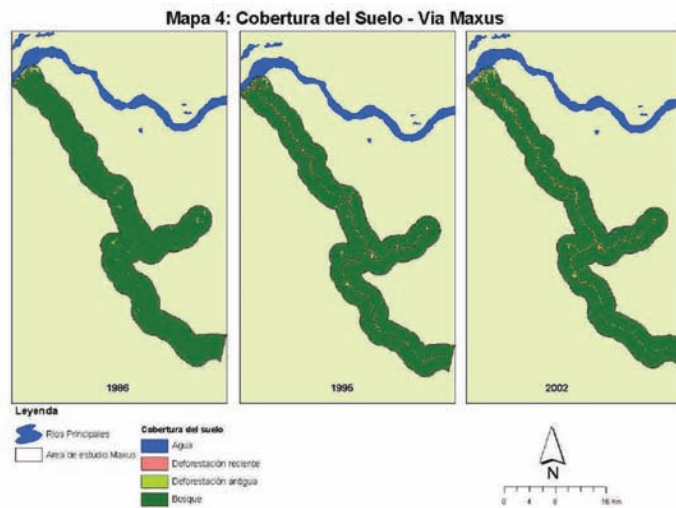 Mapa 4: Cobertura del Suelo - Via Maxus
1986
1995
2002
Leyenda
Ríos Principales
Area de estudio Maxus
Cobertura del suelo
Agua
Deforestación reciente
Deforestación antigua
Bosque
N
0 4 8 16 Km